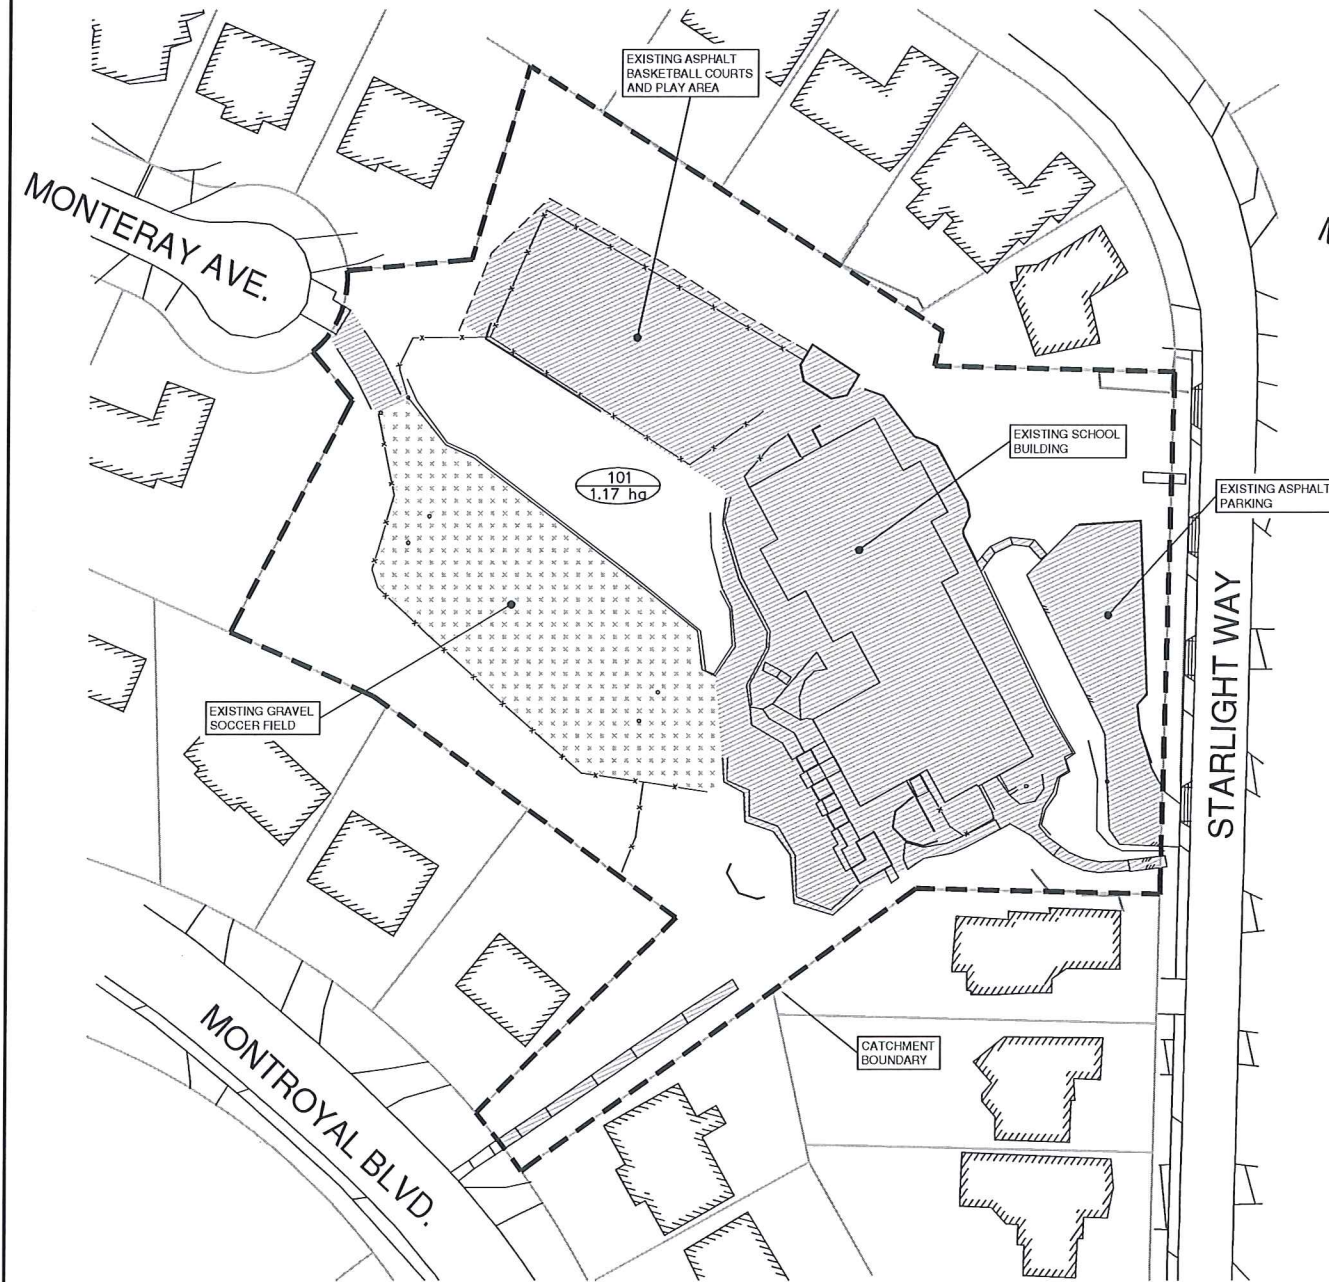 EXISTING ASPHALT
BASKETBALL COURTS
AND PLAY AREA
MONTERAY AVE.
EXISTING SCHOOL
BUILDING
101
1.17 ha
EXISTING ASPHALT
PARKING
EXISTING GRAVEL
SOCCER FIELD
STARLIGHT WAY
CATCHMENT
BOUNDARY
MONTROYAL BLVD.